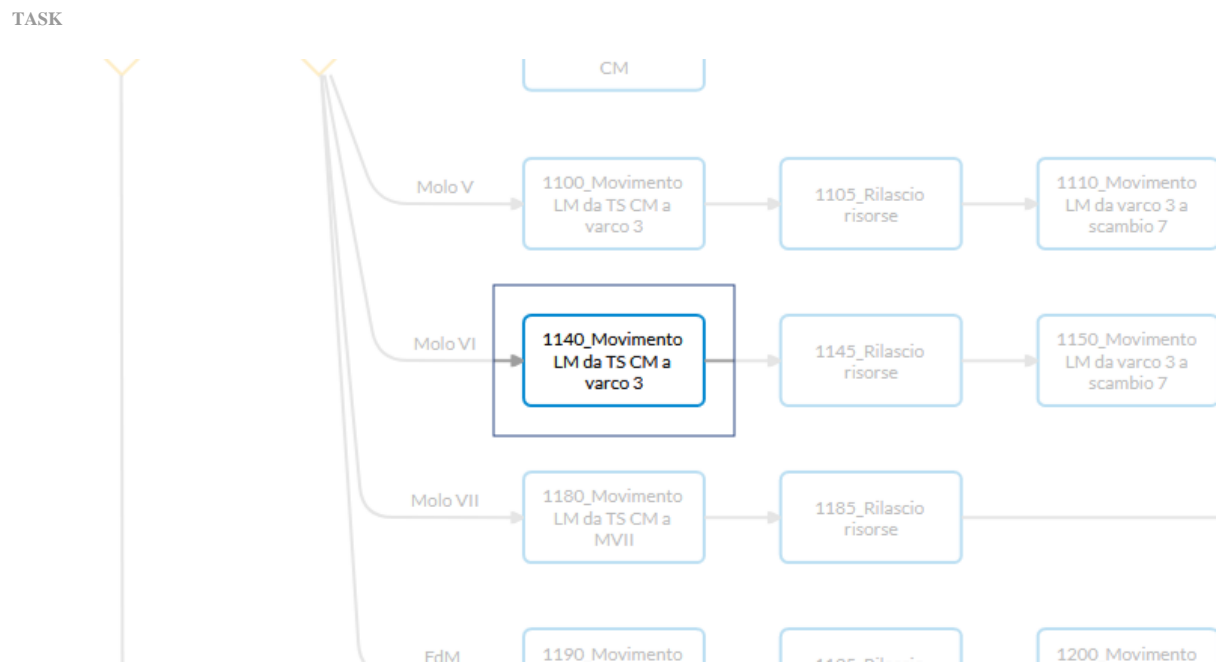 TASK
CM
Molo V
1100_Movimento
LM da TS CM a
varco 3
1105_Rilascio
risorse
1110_Movimento
LM da varco 3 a
scambio 7
Molo VI
1140_Movimento
LM da TS CM a
varco 3
1145_Rilascio
risorse
1150_Movimento
LM da varco 3 a
scambio 7
Molo VII
1180_Movimento
LM da TS CM a
MVII
1185_Rilascio
risorse
FdM
1190_Movimento
1200_Movimento